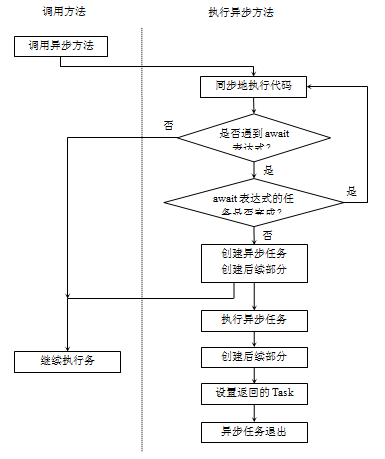 调用方法
执行异步方法
调用异步方法
同步地执行代码
是否遇到 await
表达式？
否
是
await 表达式的任
务是否完成？
是
否
创建异步任务
创建后续部分
执行异步任务
继续执行务
创建后续部分
设置返回的 Task
异步任务退出